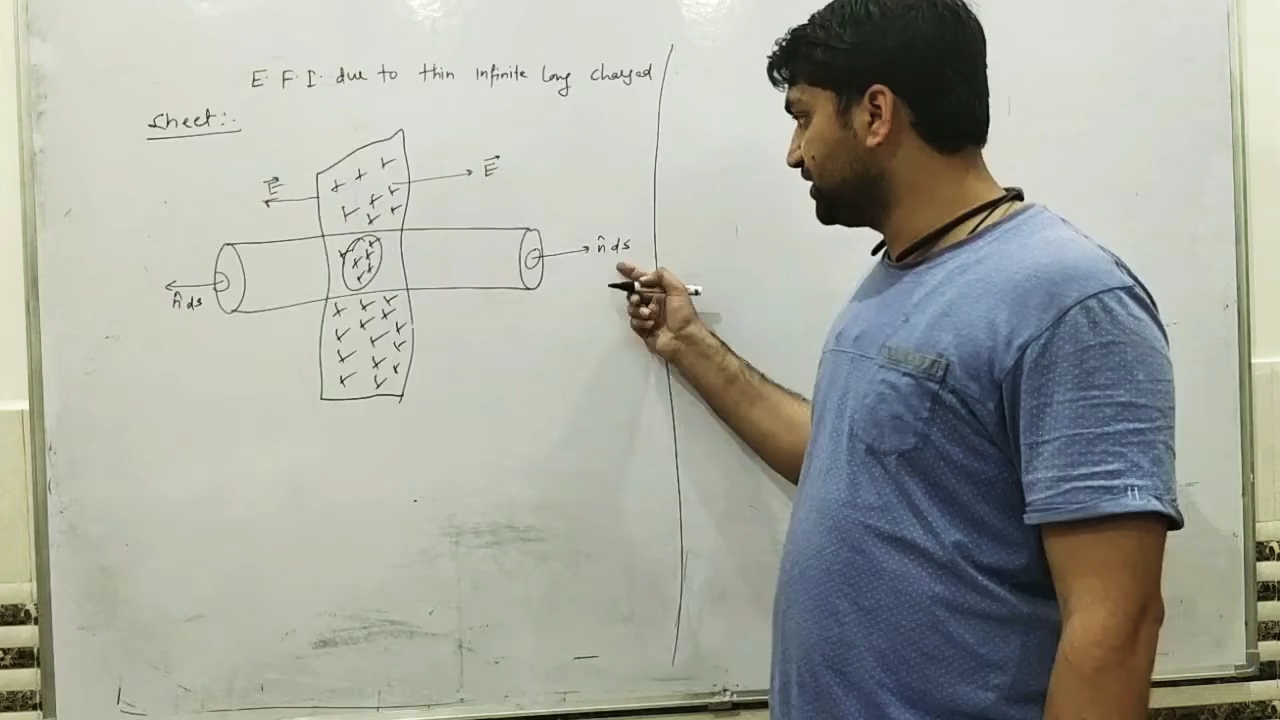 E. F. I. due to thin infinite long charged
Sheet:-
E
E
n̂ ds
n̂ ds